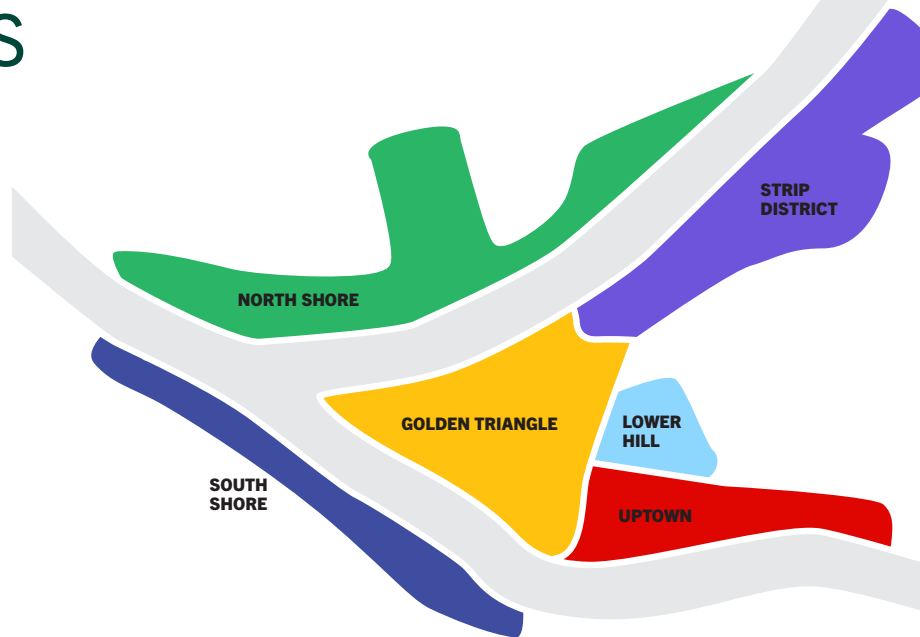 S
STRIP
DISTRICT
NORTH SHORE
GOLDEN TRIANGLE
LOWER
HILL
SOUTH
SHORE
UPTOWN